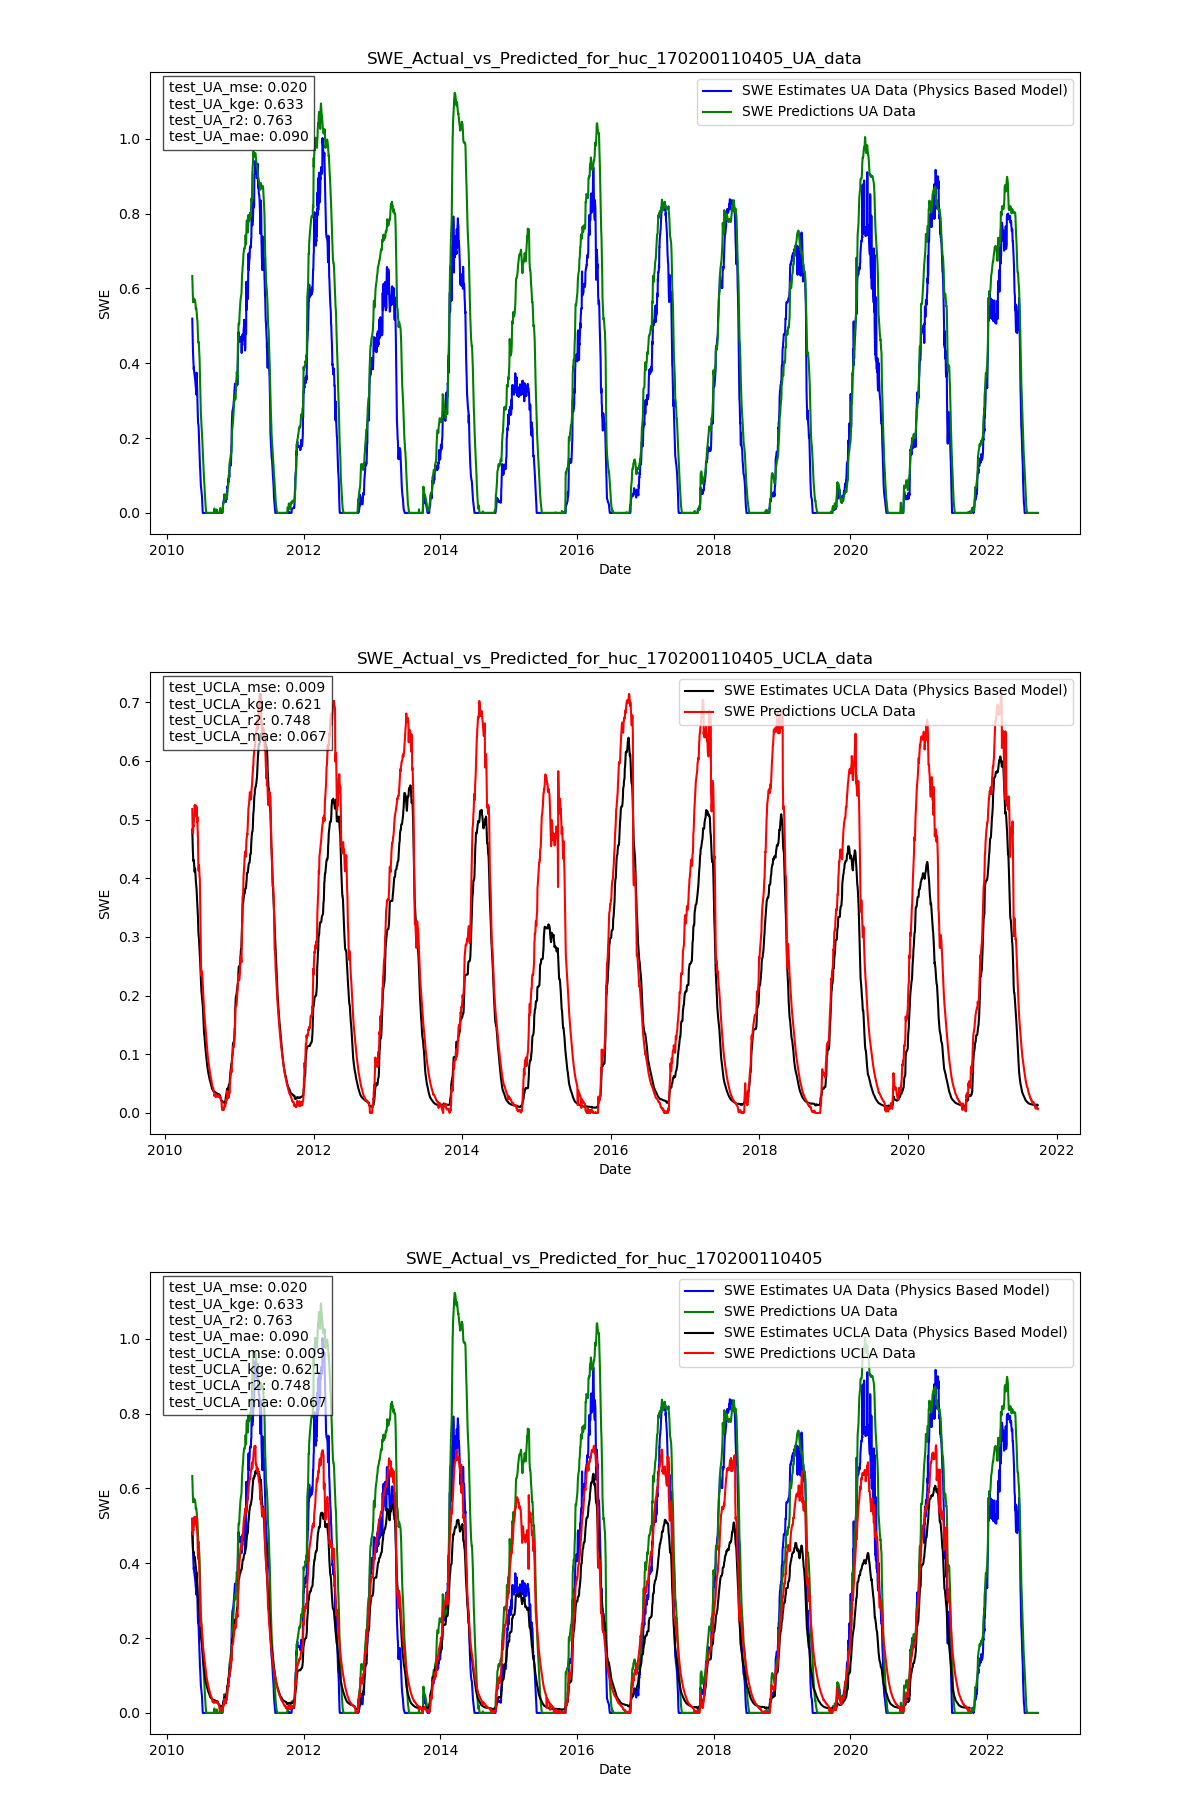 SWE_Actual_vs_Predicted_for_huc_170200110405_UA_data
test_UA_mse: 0.020
test_UA_kge: 0.633
test_UA_r2: 0.763
test_UA_mae: 0.090
SWE Estimates UA Data (Physics Based Model)
SWE Predictions UA Data
1.0
0.8
0.6
0.4
0.2
0.0
SWE
2010
2012
2014
2016
2018
2020
2022
Date
SWE_Actual_vs_Predicted_for_huc_170200110405_UCLA_data
test_UCLA_mse: 0.009
test_UCLA_kge: 0.621
test_UCLA_r2: 0.748
test_UCLA_mae: 0.067
SWE Estimates UCLA Data (Physics Based Model)
SWE Predictions UCLA Data
0.7
0.6
0.5
0.4
0.3
0.2
0.1
0.0
SWE
2010
2012
2014
2016
2018
2020
2022
Date
SWE_Actual_vs_Predicted_for_huc_170200110405
test_UA_mse: 0.020
test_UA_kge: 0.633
test_UA_r2: 0.763
test_UA_mae: 0.090
test_UCLA_mse: 0.009
test_UCLA_kge: 0.621
test_UCLA_r2: 0.748
test_UCLA_mae: 0.067
SWE Estimates UA Data (Physics Based Model)
SWE Predictions UA Data
SWE Estimates UCLA Data (Physics Based Model)
SWE Predictions UCLA Data
1.0
0.8
0.6
0.4
0.2
0.0
SWE
2010
2012
2014
2016
2018
2020
2022
Date